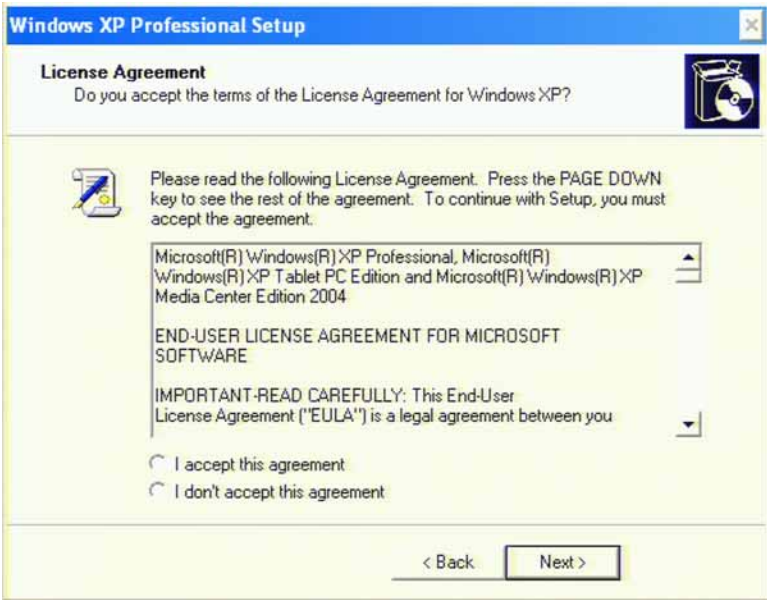 Windows XP Professional Setup
License Agreement
Do you accept the terms of the License Agreement for Windows XP?
Please read the following License Agreement. Press the PAGE DOWN
key to see the rest of the agreement. To continue with Setup, you must
accept the agreement.
Microsoft(R) Windows(R) XP Professional, Microsoft(R)
Windows(R) XP Tablet PC Edition and Microsoft(R) Windows(R) XP
Media Center Edition 2004
END-USER LICENSE AGREEMENT FOR MICROSOFT
SOFTWARE
IMPORTANT-READ CAREFULLY: This End-User
License Agreement ("EULA") is a legal agreement between you
I accept this agreement
I don't accept this agreement
< Back
Next >